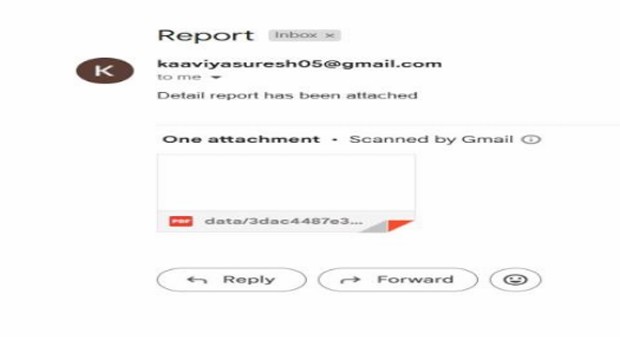 Report Inbox ×
K
kaaviyasuresh05@gmail.com
to me
Detail report has been attached
One attachment • Scanned by Gmail
PDF data/3dac4487e3...
Reply Forward